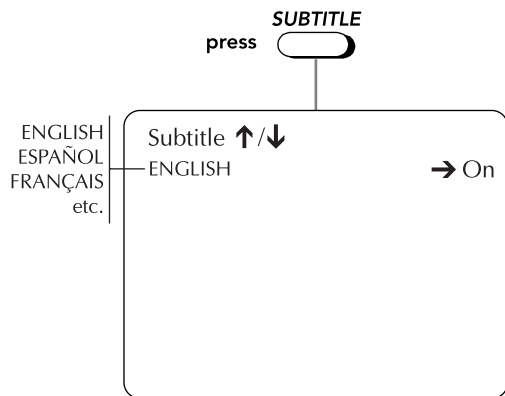 SUBTITLE
press
ENGLISH
ESPAÑOL
FRANÇAIS
etc.
Subtitle ↑/↓
ENGLISH → On